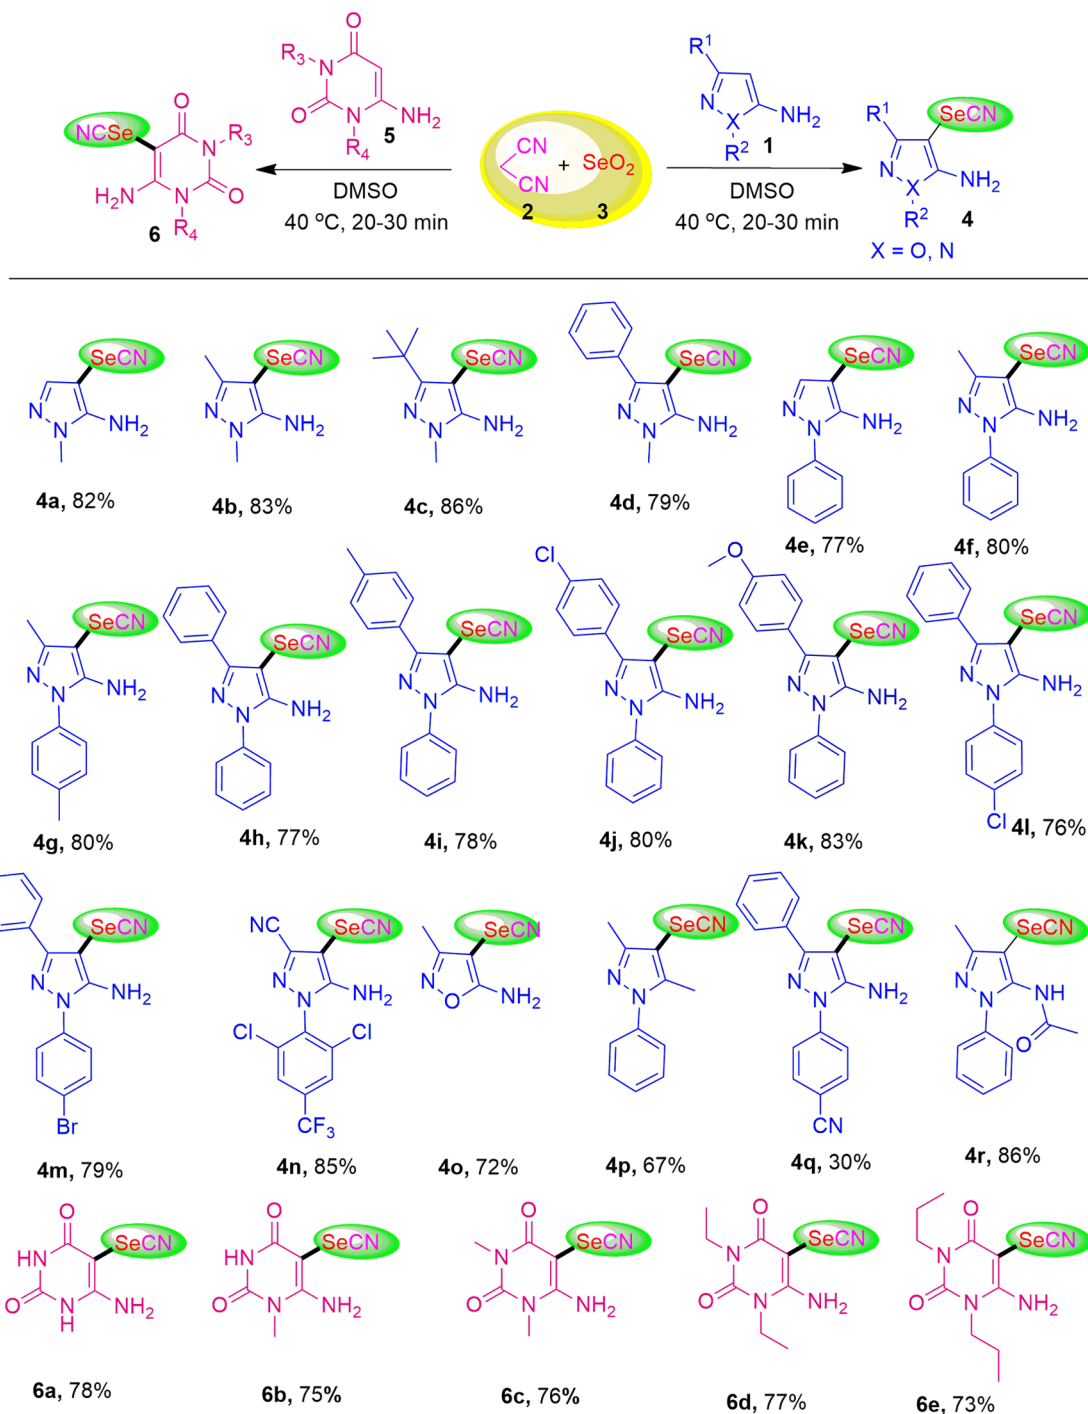 R1
N
X
R2
NH2
1
R3
N
O
O
N
R4
NH2
5
NCSe
O
N
R3
H2N
N
O
R4
6
DMSO
40 oC, 20-30 min
CN
CN
2
+
SeO2
3
DMSO
40 oC, 20-30 min
R1
SeCN
N
X
R2
NH2
4
X = O, N
SeCN
N
N
NH2
4a, 82%
SeCN
N
N
NH2
4b, 83%
SeCN
N
N
NH2
4c, 86%
SeCN
N
N
NH2
4d, 79%
SeCN
N
N
NH2
4e, 77%
SeCN
N
N
NH2
4f, 80%
SeCN
N
N
NH2
4g, 80%
SeCN
N
N
NH2
4h, 77%
SeCN
N
N
NH2
4i, 78%
Cl
SeCN
N
N
NH2
4j, 80%
O
SeCN
N
N
NH2
4k, 83%
SeCN
N
N
NH2
Cl
4l, 76%
SeCN
N
N
NH2
Br
4m, 79%
NC
SeCN
N
N
NH2
Cl
Cl
CF3
4n, 85%
SeCN
N
O
NH2
4o, 72%
SeCN
N
N
4p, 67%
SeCN
N
N
NH2
CN
4q, 30%
SeCN
N
N
NH
O
4r, 86%
O
SeCN
NH
O
N
H
NH2
6a, 78%
O
SeCN
NH
O
N
NH2
6b, 75%
O
SeCN
N
O
N
NH2
6c, 76%
O
SeCN
N
O
N
NH2
6d, 77%
O
SeCN
N
O
N
NH2
6e, 73%